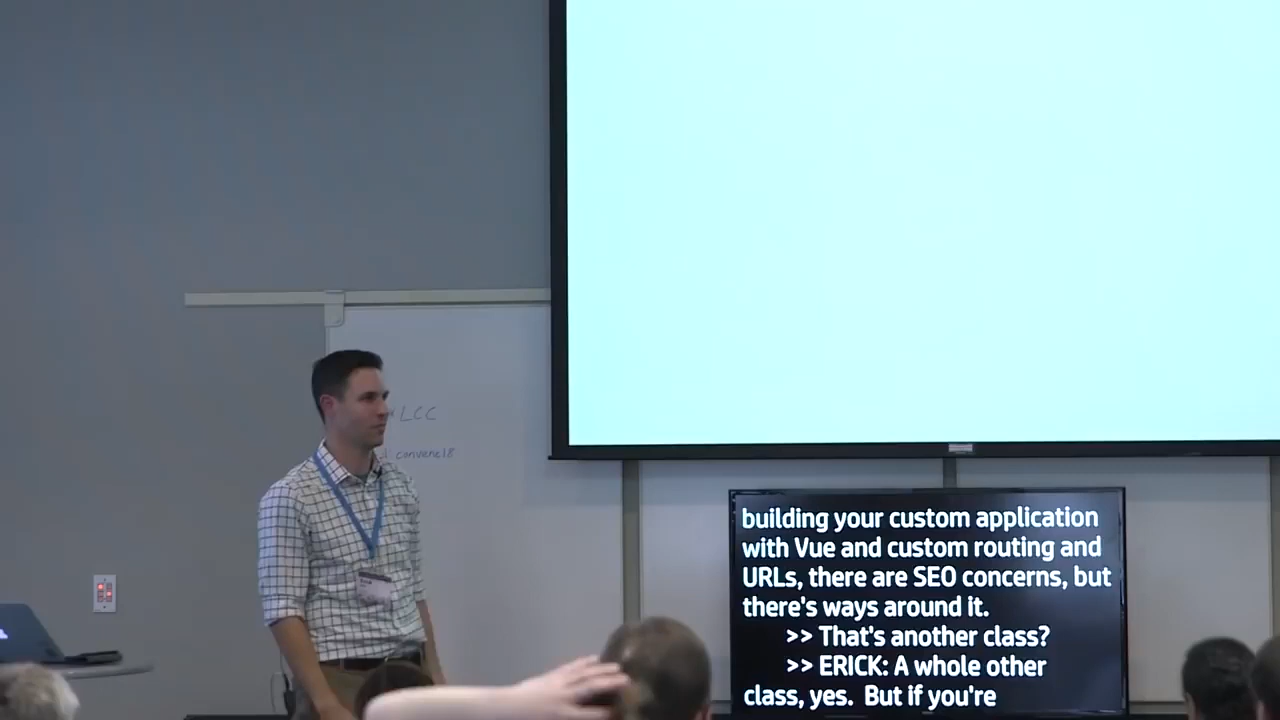 LCC
convene18
building your custom application
with Vue and custom routing and
URLs, there are SEO concerns, but
there's ways around it.
>> That's another class?
>> ERICK: A whole other
class, yes.  But if you're